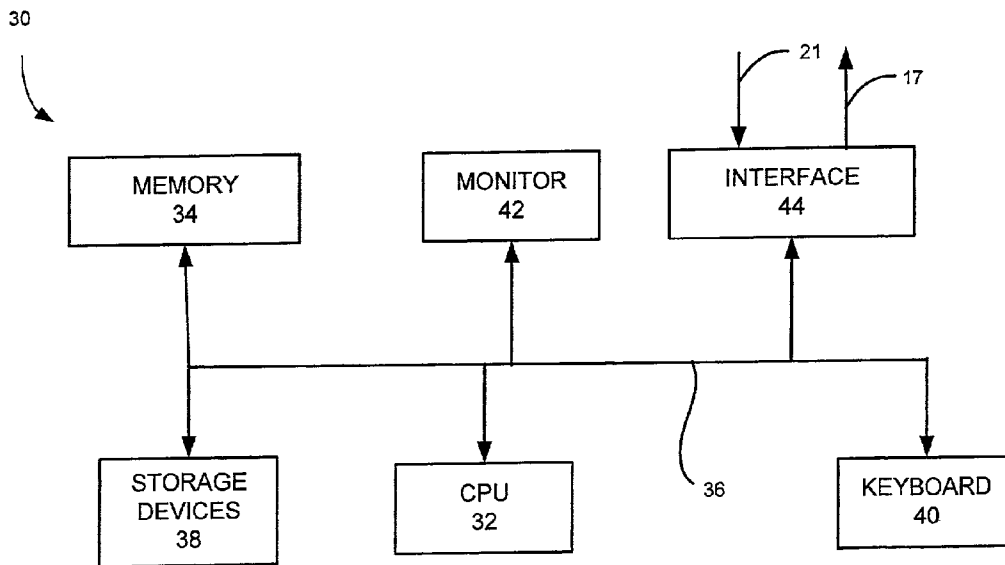 30
21
17
MEMORY
34
MONITOR
42
INTERFACE
44
36
STORAGE
DEVICES
38
CPU
32
KEYBOARD
40